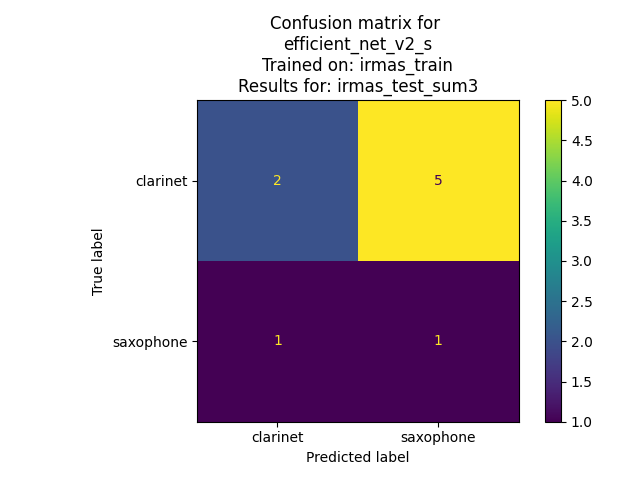 Confusion matrix for
efficient_net_v2_s
Trained on: irmas_train
Results for: irmas_test_sum3
True label
clarinet
2
5
saxophone
1
1
clarinet
saxophone
Predicted label
5.0
4.5
4.0
3.5
3.0
2.5
2.0
1.5
1.0